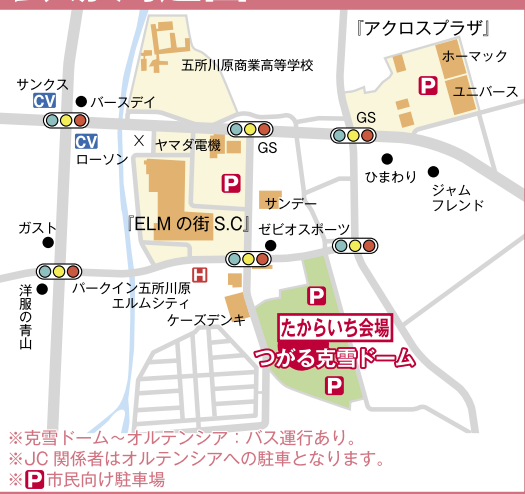 『アクロスプラザ』
五所川原商業高等学校
ホーマック
P
サンクス
CV
バースデイ
ユニバース
GS
CV
ローソン
×
ヤマダ電機
GS
ひまわり
ジャム
フレンド
P
サンデー
『ELMの街S.C』
ガスト
ゼビオスポーツ
H
パークイン五所川原
エルムシティ
洋服の青山
ケーズデンキ
P
たからいち会場
つがる克雪ドーム
P
※克雪ドーム～オルテンシア：バス運行あり。
※JC関係者はオルテンシアへの駐車となります。
※P市民向け駐車場